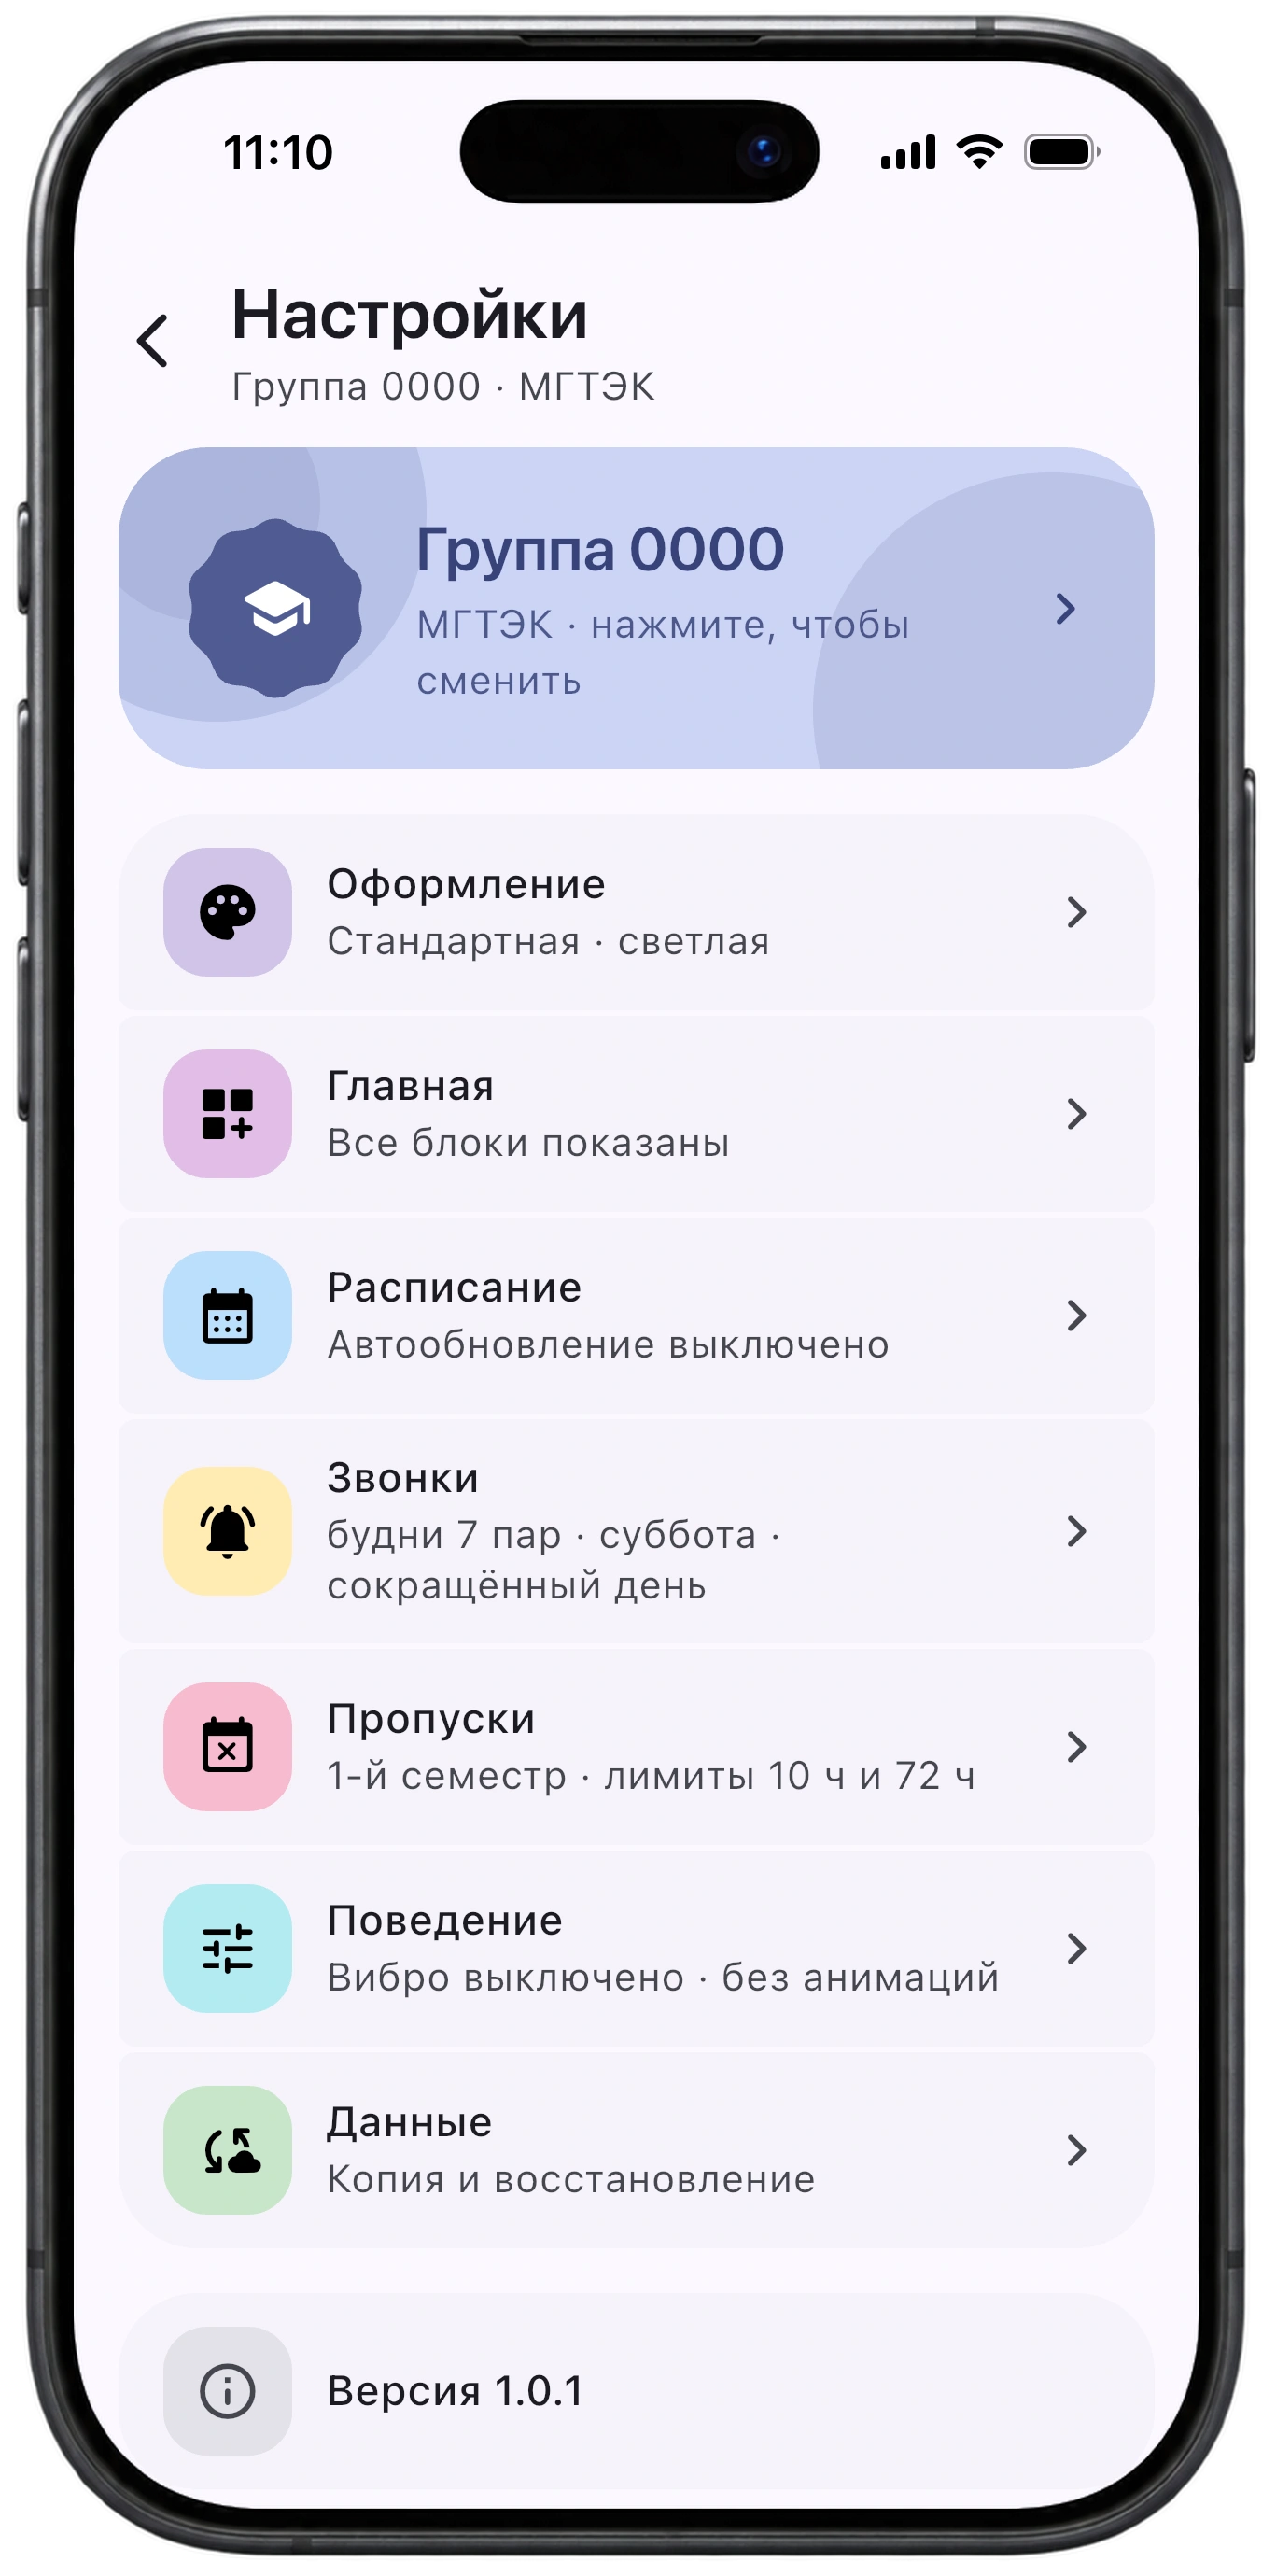 11:10
Настройки
Группа 0000 · МГТЭК
Группа 0000
МГТЭК · нажмите, чтобы
сменить
Оформление
Стандартная · светлая
Главная
Все блоки показаны
Расписание
Автообновление выключено
Звонки
будни 7 пар · суббота ·
сокращённый день
Пропуски
1-й семестр · лимиты 10 ч и 72 ч
Поведение
Вибро выключено · без анимаций
Данные
Копия и восстановление
Версия 1.0.1